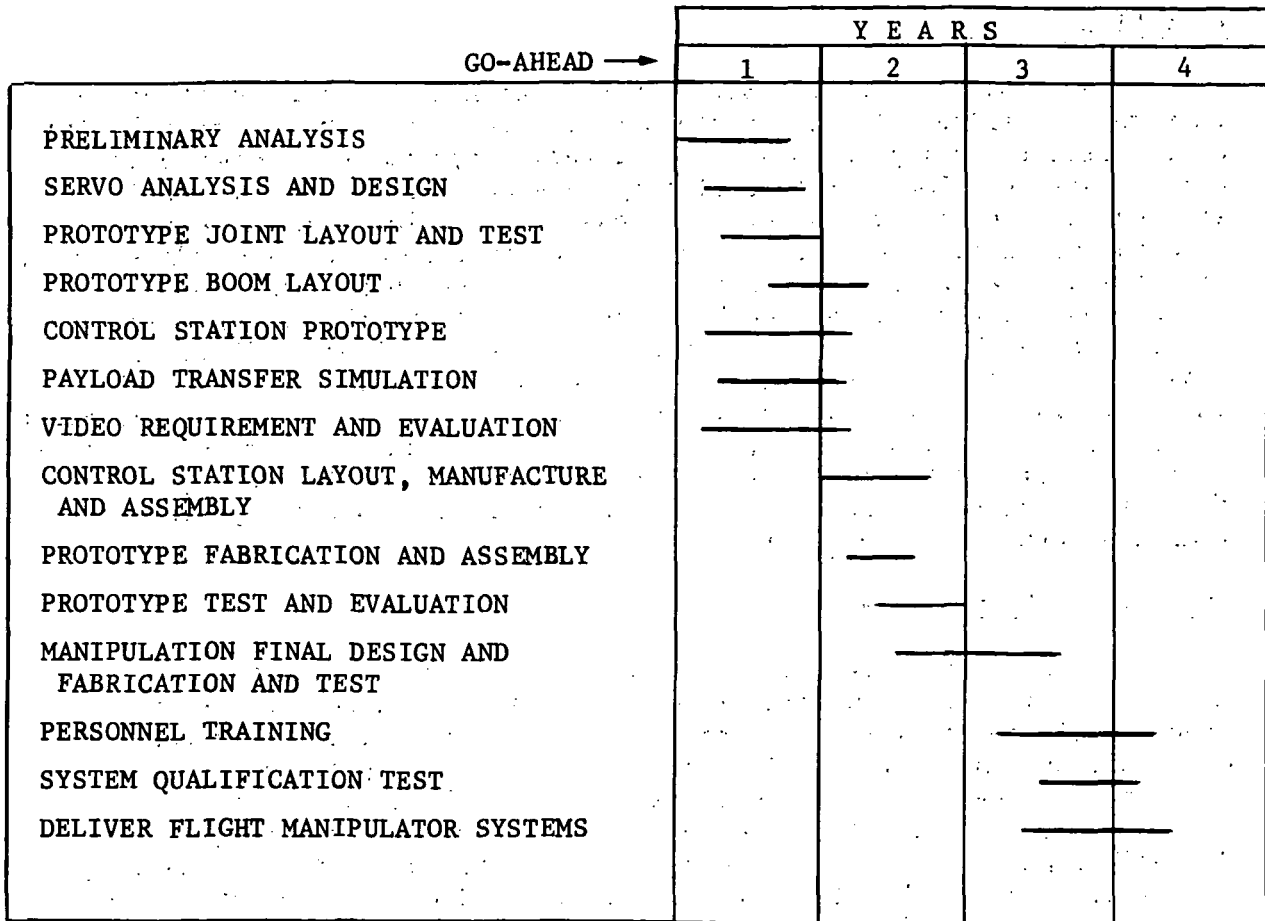 Y E A R S
GO-AHEAD →
1 2 3 4
PRELIMINARY ANALYSIS
SERVO ANALYSIS AND DESIGN
PROTOTYPE JOINT LAYOUT AND TEST
PROTOTYPE BOOM LAYOUT
CONTROL STATION PROTOTYPE
PAYLOAD TRANSFER SIMULATION
VIDEO REQUIREMENT AND EVALUATION
CONTROL STATION LAYOUT, MANUFACTURE
AND ASSEMBLY
PROTOTYPE FABRICATION AND ASSEMBLY
PROTOTYPE TEST AND EVALUATION
MANIPULATION FINAL DESIGN AND
FABRICATION AND TEST
PERSONNEL TRAINING
SYSTEM QUALIFICATION TEST
DELIVER FLIGHT MANIPULATOR SYSTEMS